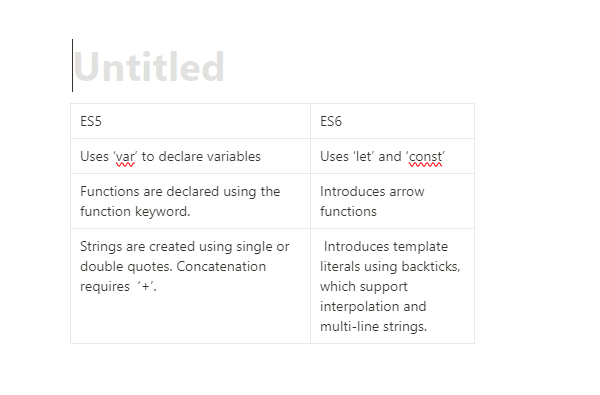 Untitled
ES5
ES6
Uses ‘var’ to declare variables
Uses ‘let’ and ‘const’
Functions are declared using the
function keyword.
Introduces arrow
functions
Strings are created using single or
double quotes. Concatenation
requires  ‘+’.
Introduces template
literals using backticks,
which support
interpolation and
multi-line strings.